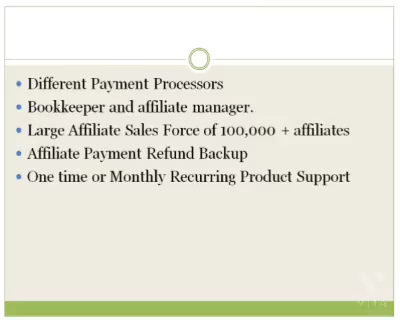 Different Payment Processors
Bookkeeper and affiliate manager.
Large Affiliate Sales Force of 100,000 + affiliates
Affiliate Payment Refund Backup
One time or Monthly Recurring Product Support